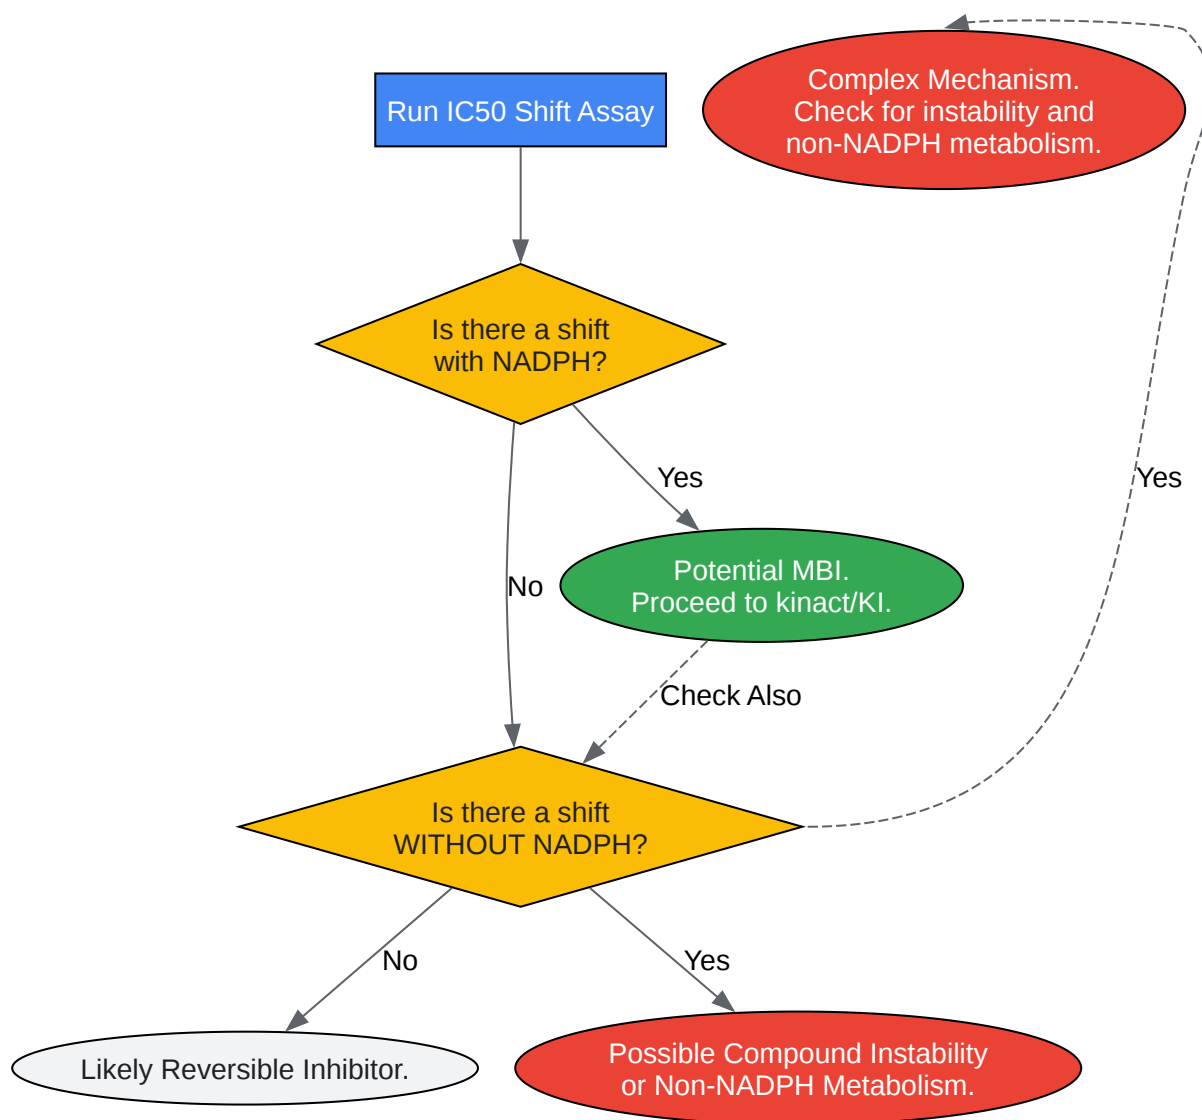 Complex Mechanism.
Check for instability and
non-NADPH metabolism.
Run IC50 Shift Assay
Is there a shift
with NADPH?
Yes
Yes
No
Potential MBI.
Proceed to kinact/KI.
Check Also
Is there a shift
WITHOUT NADPH?
No
Yes
Likely Reversible Inhibitor.
Possible Compound Instability
or Non-NADPH Metabolism.